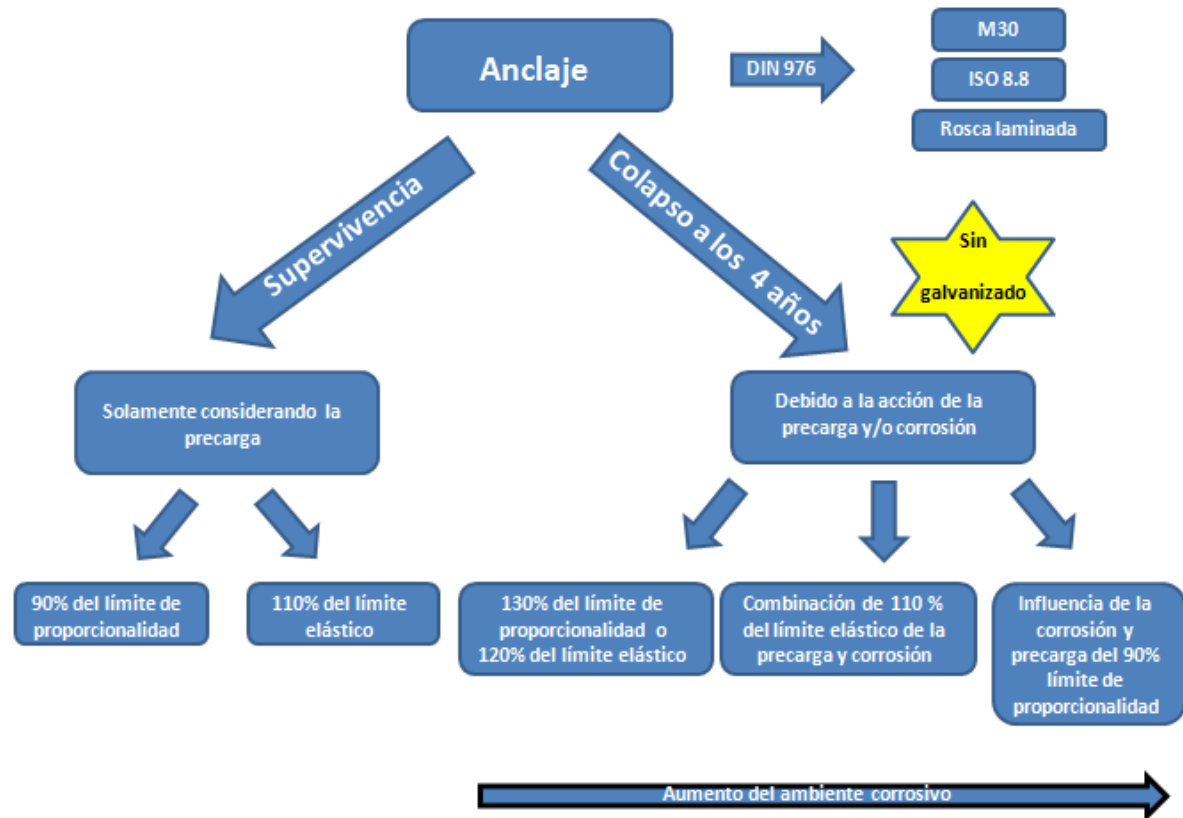 Anclaje
DIN 976
M30
ISO 8.8
Rosca laminada
Supervivencia
Colapso a los 4 años
Sin
galvanizado
Solamente considerando la
precarga
Debido a la acción de la
precarga y/o corrosión
90% del límite de
proporcionalidad
110% del límite
elástico
130% del límite de
proporcionalidad o
120% del límite elástico
Combinación de 110 %
del límite elástico de la
precarga y corrosión
Influencia de la
corrosión y
precarga del 90%
límite de
proporcionalidad
Aumento del ambiente corrosivo